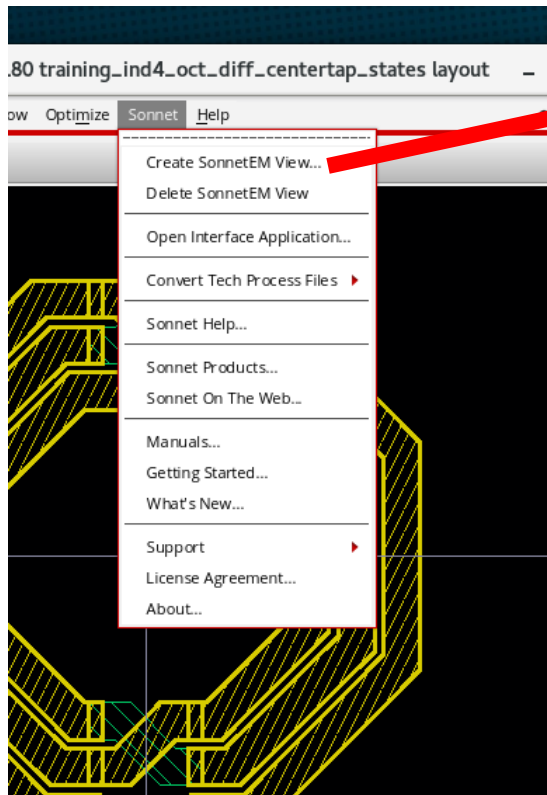 .80 training_ind4_oct_diff_centertap_states layout
ow Optimize Sonnet Help
Create SonnetEM View...
Delete SonnetEM View
Open Interface Application...
Convert Tech Process Files
Sonnet Help...
Sonnet Products...
Sonnet On The Web...
Manuals...
Getting Started...
What's New...
Support
License Agreement...
About...